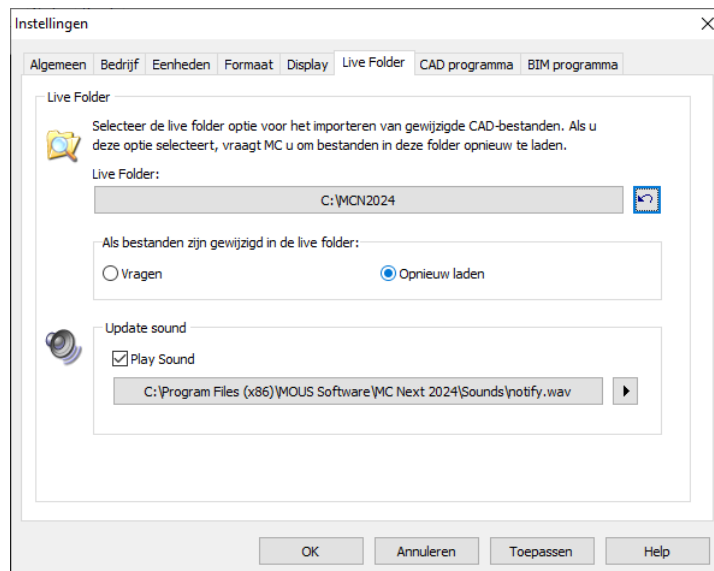 Instellingen
Algemeen Bedrijf Eenheden Formaat Display Live Folder CAD programma BIM programma
Live Folder
Selecteer de live folder optie voor het importeren van gewijzigde CAD-bestanden. Als u
deze optie selecteert, vraagt MC u om bestanden in deze folder opnieuw te laden.
Live Folder:
C:\MCN2024
Als bestanden zijn gewijzigd in de live folder:
Vragen Opnieuw laden
Update sound
Play Sound
C:\Program Files (x86)\MOUS Software\MC Next 2024\Sounds\notify.wav
OK Annuleren Toepassen Help